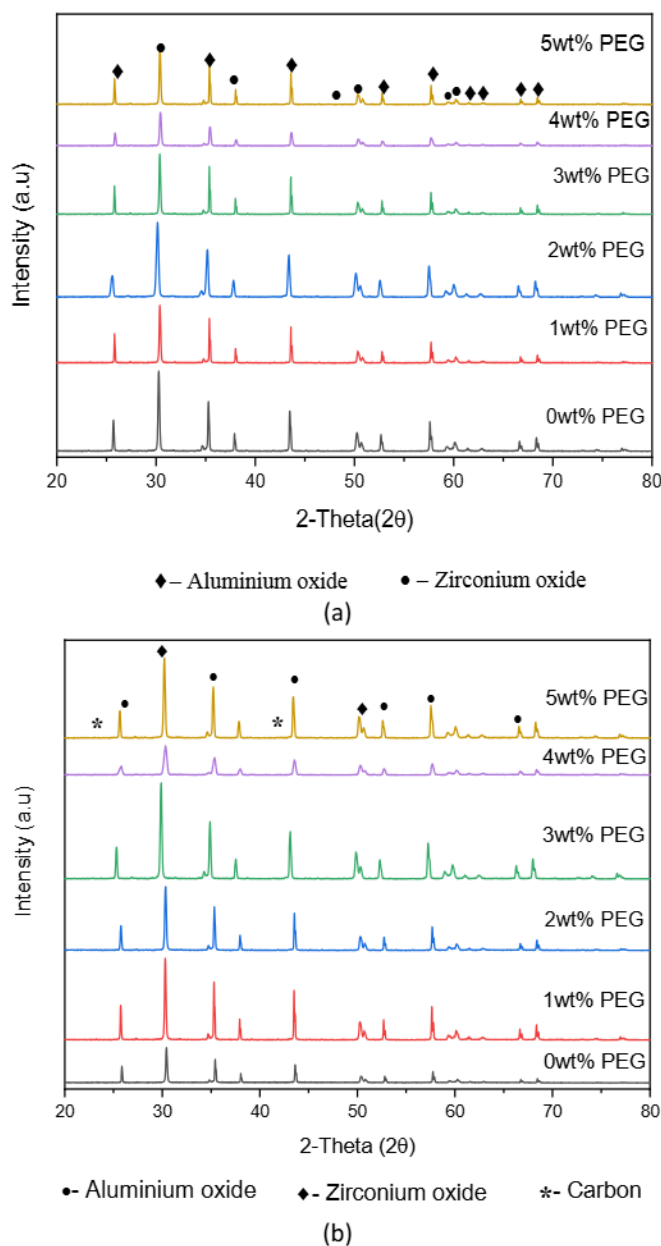 5wt% PEG
4wt% PEG
3wt% PEG
2wt% PEG
1wt% PEG
0wt% PEG
Intensity (a.u)
20 30 40 50 60 70 80
2-Theta(2θ)
♦– Aluminium oxide ● – Zirconium oxide
(a)
5wt% PEG
4wt% PEG
3wt% PEG
2wt% PEG
1wt% PEG
0wt% PEG
Intensity (a.u)
20 30 40 50 60 70 80
2-Theta (2θ)
●- Aluminium oxide ♦- Zirconium oxide *- Carbon
(b)